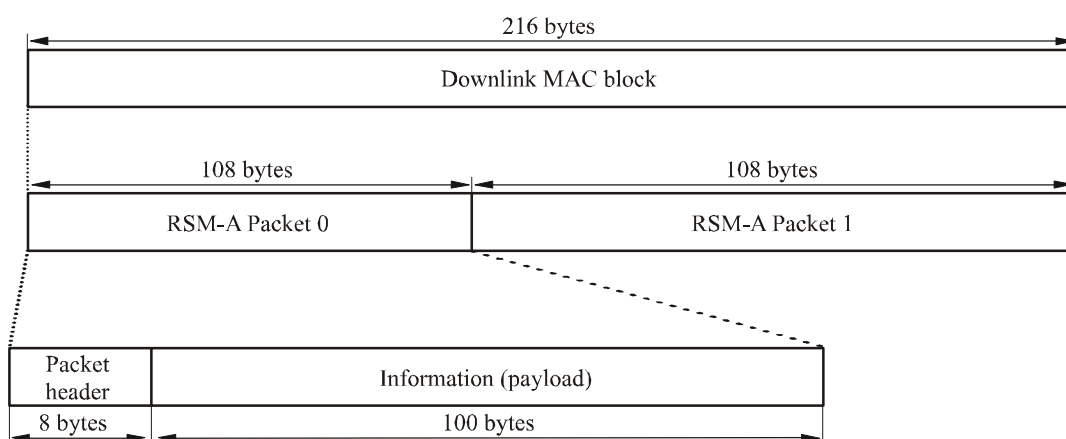 216 bytes
Downlink MAC block
108 bytes
108 bytes
RSM-A Packet 0
RSM-A Packet 1
Packet
header
Information (payload)
8 bytes
100 bytes